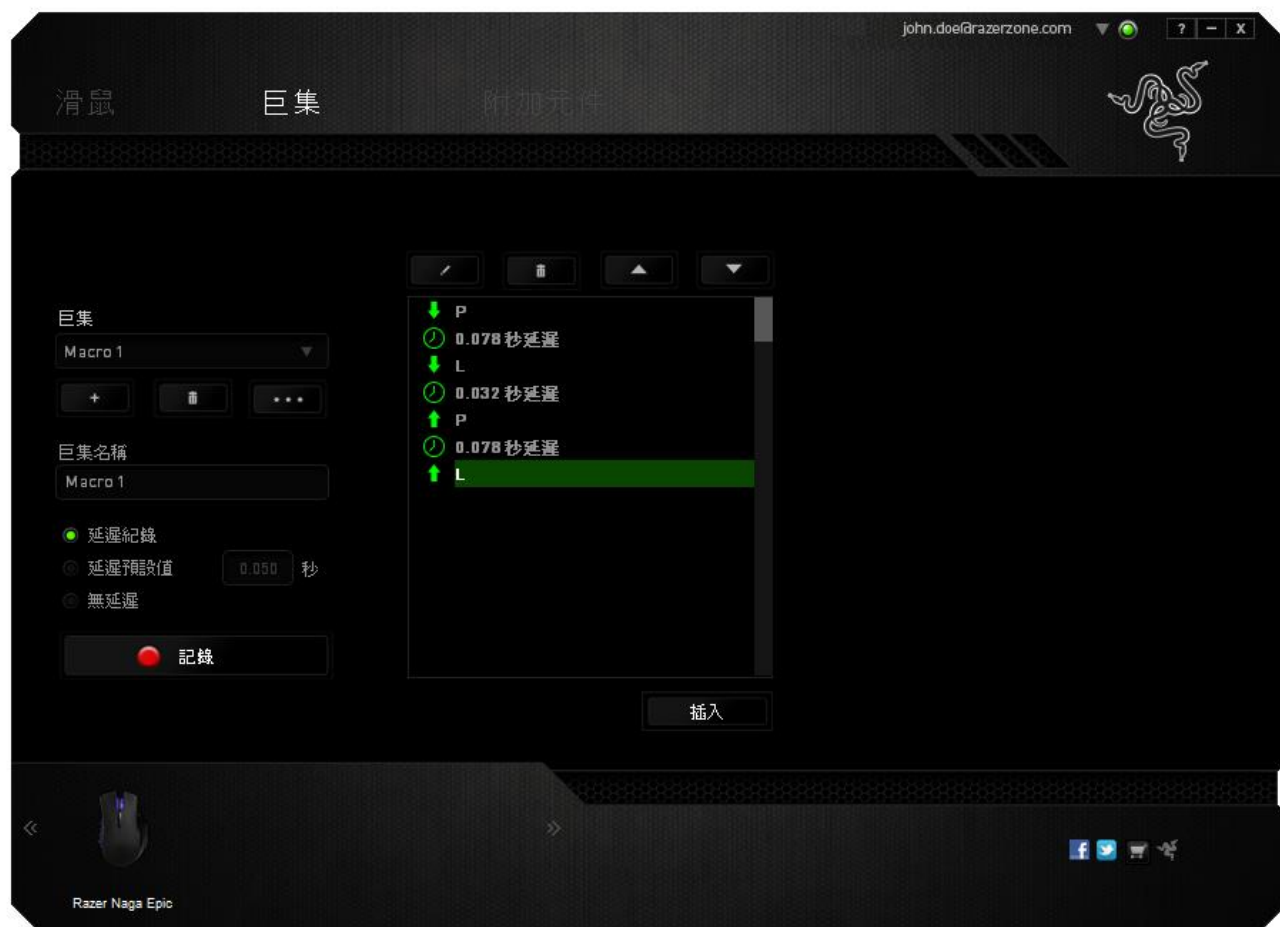 john.doe@razerzone.com
? – X
滑鼠 巨集 附加元件
巨集
Macro 1
巨集名稱
Macro 1
延遲紀錄
延遲預設值 0.050 秒
無延遲
記錄
P
0.078 秒延遲
L
0.032 秒延遲
P
0.078 秒延遲
L
插入
Razer Naga Epic